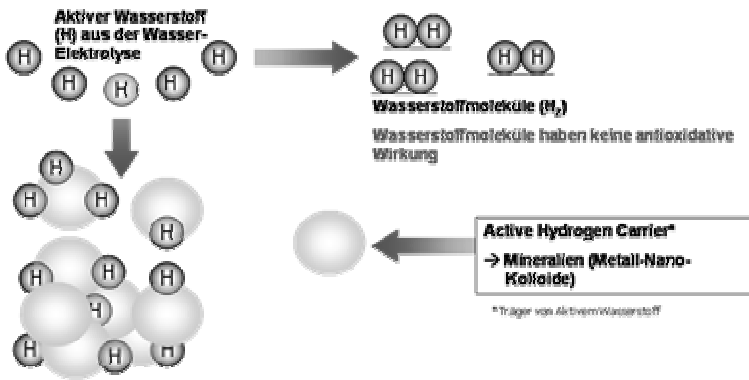 Aktiver Wasserstoff
(H) aus der Wasser-
Elektrolyse
H H H H H
H H
H H
H H
Wasserstoffmoleküle (H₂)
Wasserstoffmoleküle haben keine antioxidative
Wirkung
H
H H
H
H H H
H
H H H
Active Hydrogen Carrier*
→ Mineralien (Metall-Nano-
Kolloide)
*Träger von Aktivem Wasserstoff